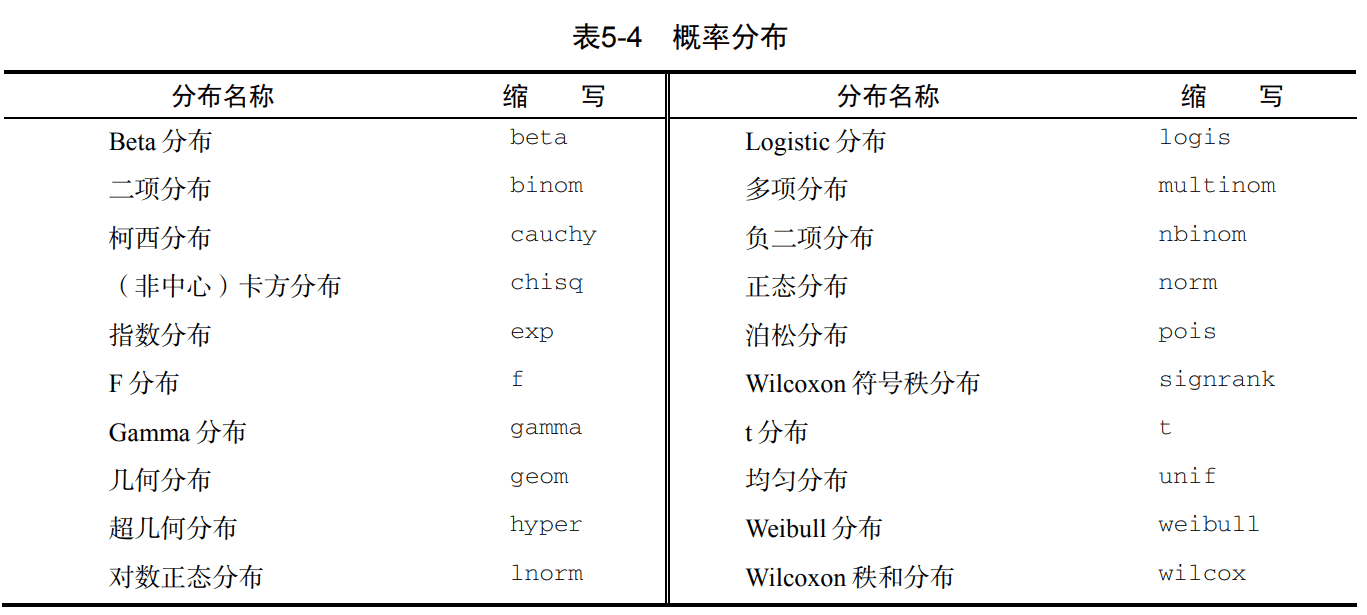 表5-4 概率分布
分布名称 缩 写 分布名称 缩 写
Beta 分布 beta Logistic 分布 logis
二项分布 binom 多项分布 multinom
柯西分布 cauchy 负二项分布 nbinom
（非中心）卡方分布 chisq 正态分布 norm
指数分布 exp 泊松分布 pois
F 分布 f Wilcoxon 符号秩分布 signrank
Gamma 分布 gamma t 分布 t
几何分布 geom 均匀分布 unif
超几何分布 hyper Weibull 分布 weibull
对数正态分布 lnorm Wilcoxon 秩和分布 wilcox